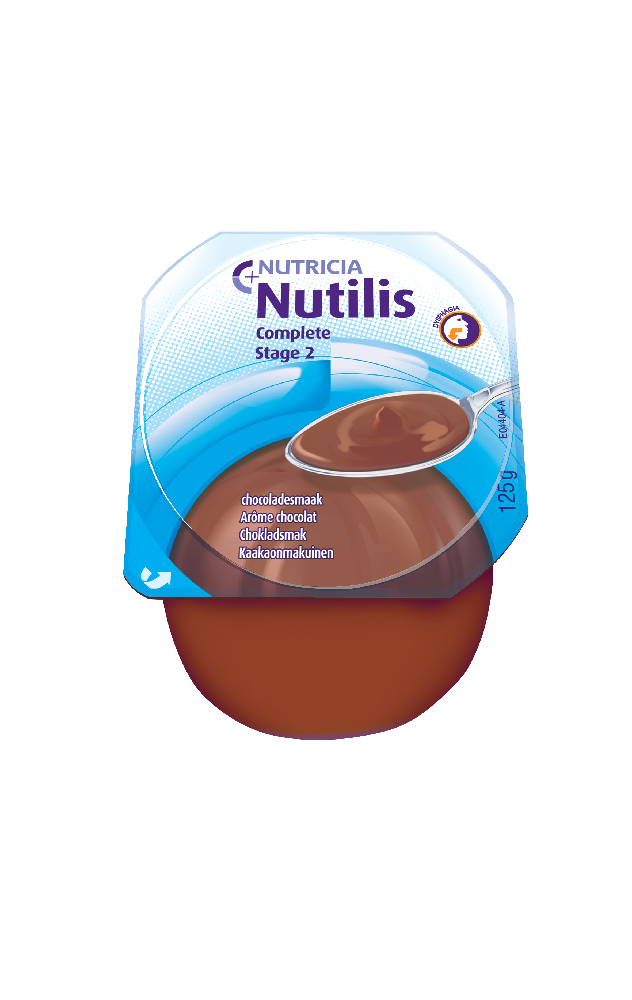 NUTRICIA
Nutilis
Complete
Stage 2
DYSPHAGIA
E04404-A
125 g
chocoladesmaak
Arôme chocolat
Chokladsmak
Kaakaonmakuinen